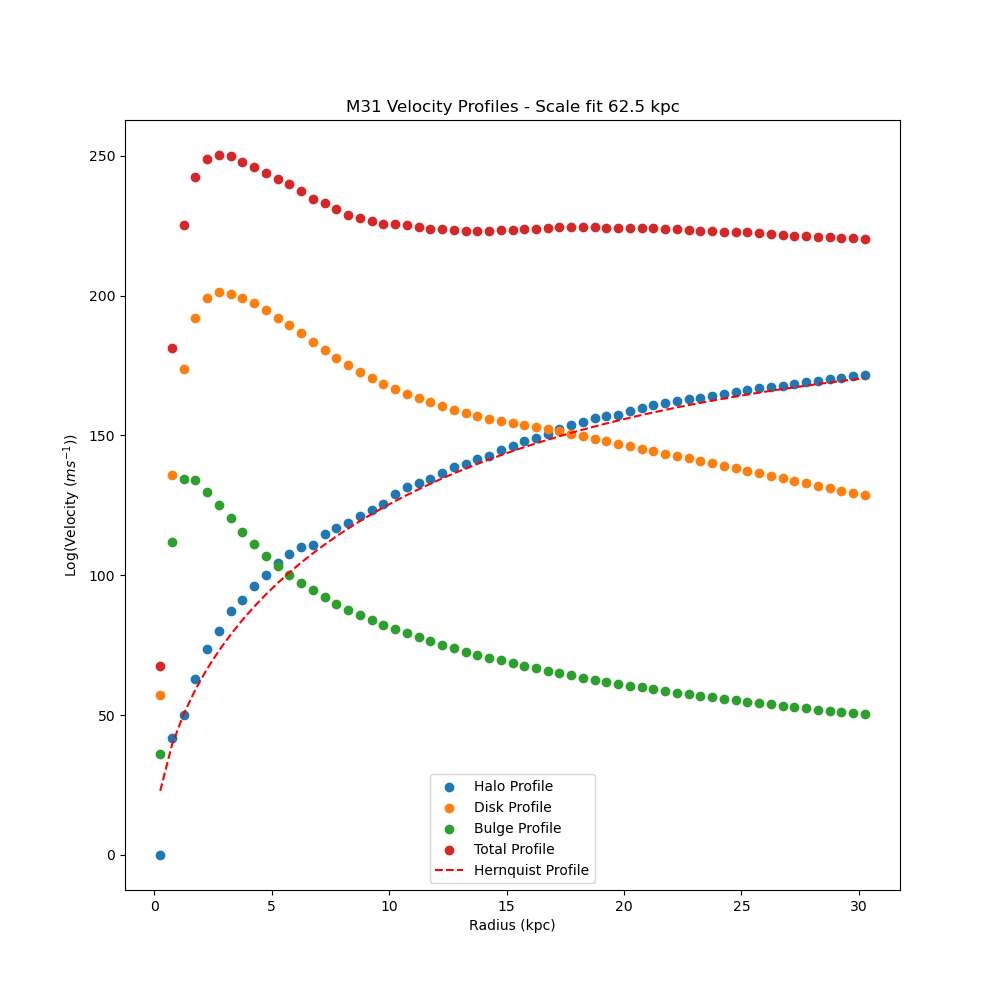 M31 Velocity Profiles - Scale fit 62.5 kpc
250
200
150
100
50
0
Log(Velocity (ms⁻¹))
0 5 10 15 20 25 30
Radius (kpc)
Halo Profile
Disk Profile
Bulge Profile
Total Profile
Hernquist Profile